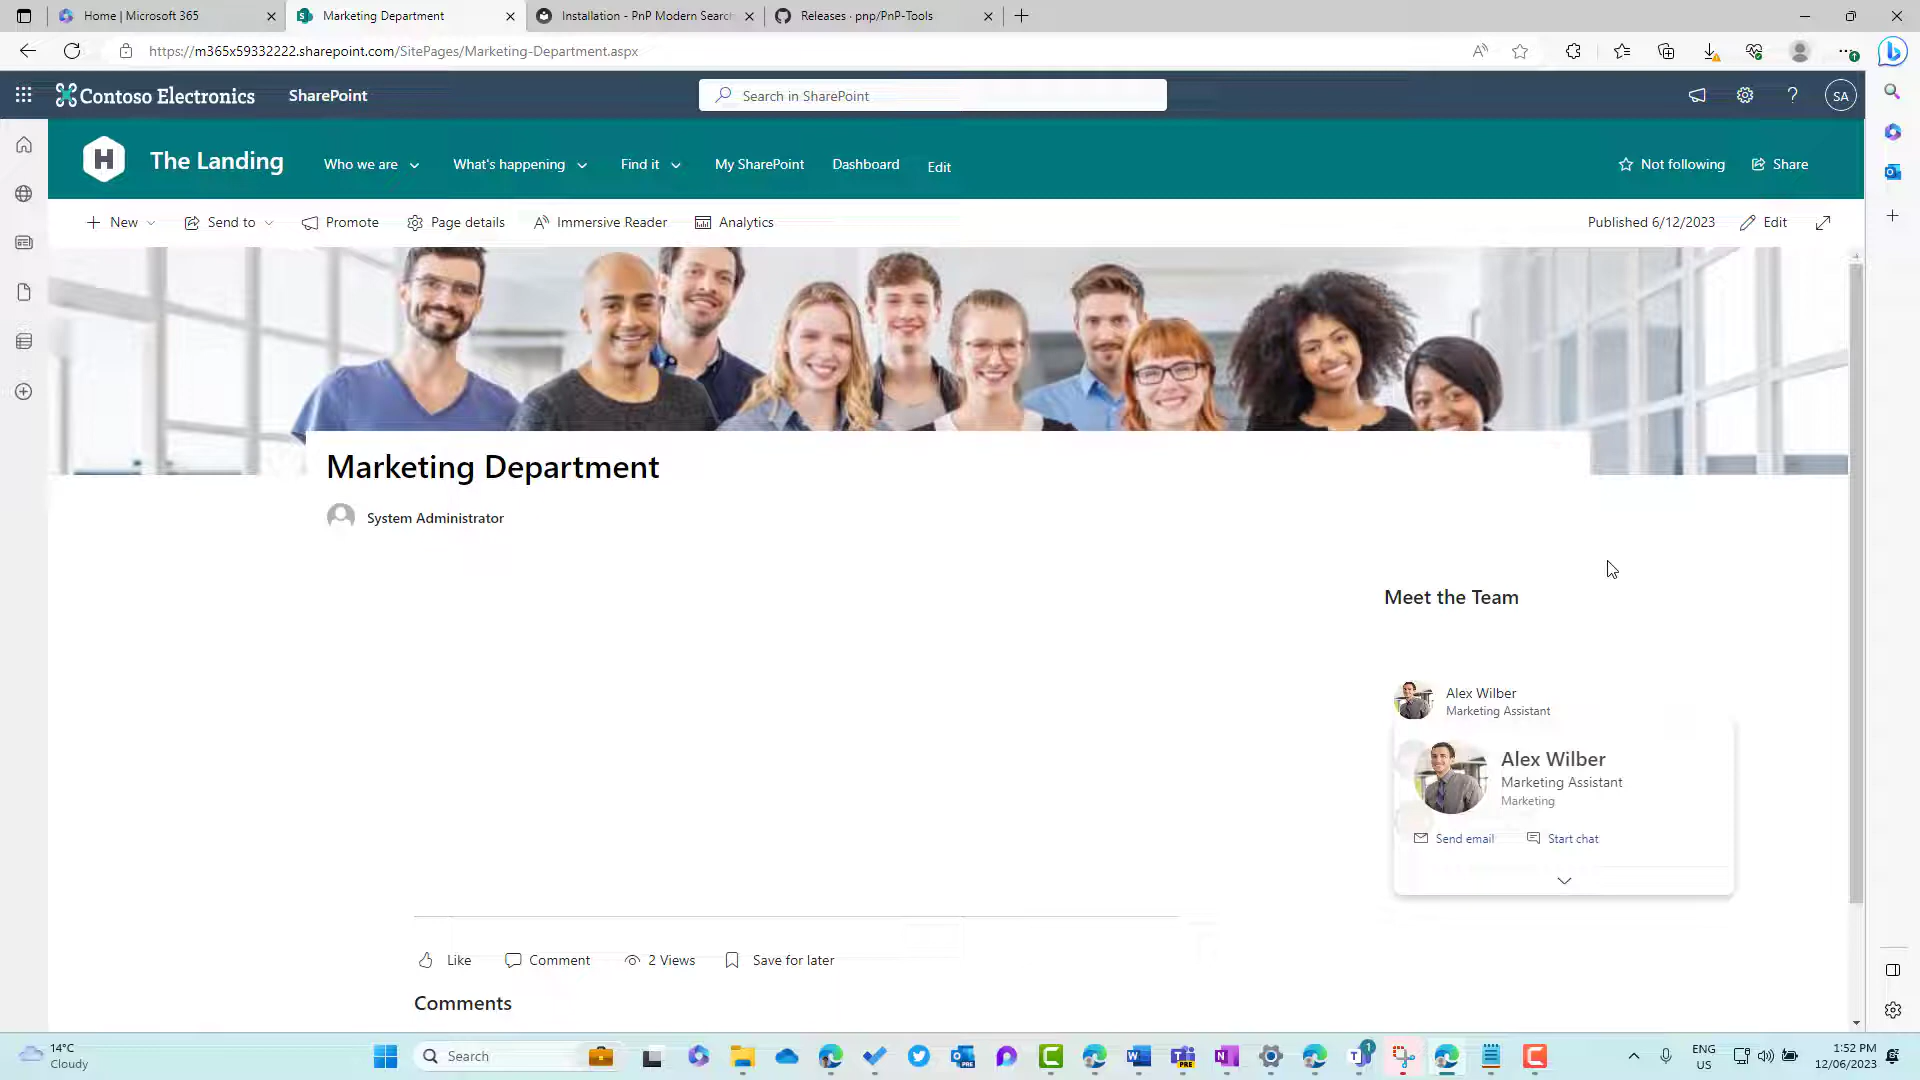 Home | Microsoft 365
Marketing Department
Installation - PnP Modern Search
Releases · pnp/PnP-Tools
https://m365x59332222.sharepoint.com/SitePages/Marketing-Department.aspx
Contoso Electronics
SharePoint
Search in SharePoint
SA
H
The Landing
Who we are
What's happening
Find it
My SharePoint
Dashboard
Edit
Not following
Share
New
Send to
Promote
Page details
Immersive Reader
Analytics
Published 6/12/2023
Edit
Marketing Department
System Administrator
Meet the Team
Alex Wilber
Marketing Assistant
Alex Wilber
Marketing Assistant
Marketing
Send email
Start chat
Like
Comment
2 Views
Save for later
Comments
14°C
Cloudy
Search
ENG
US
1:52 PM
12/06/2023